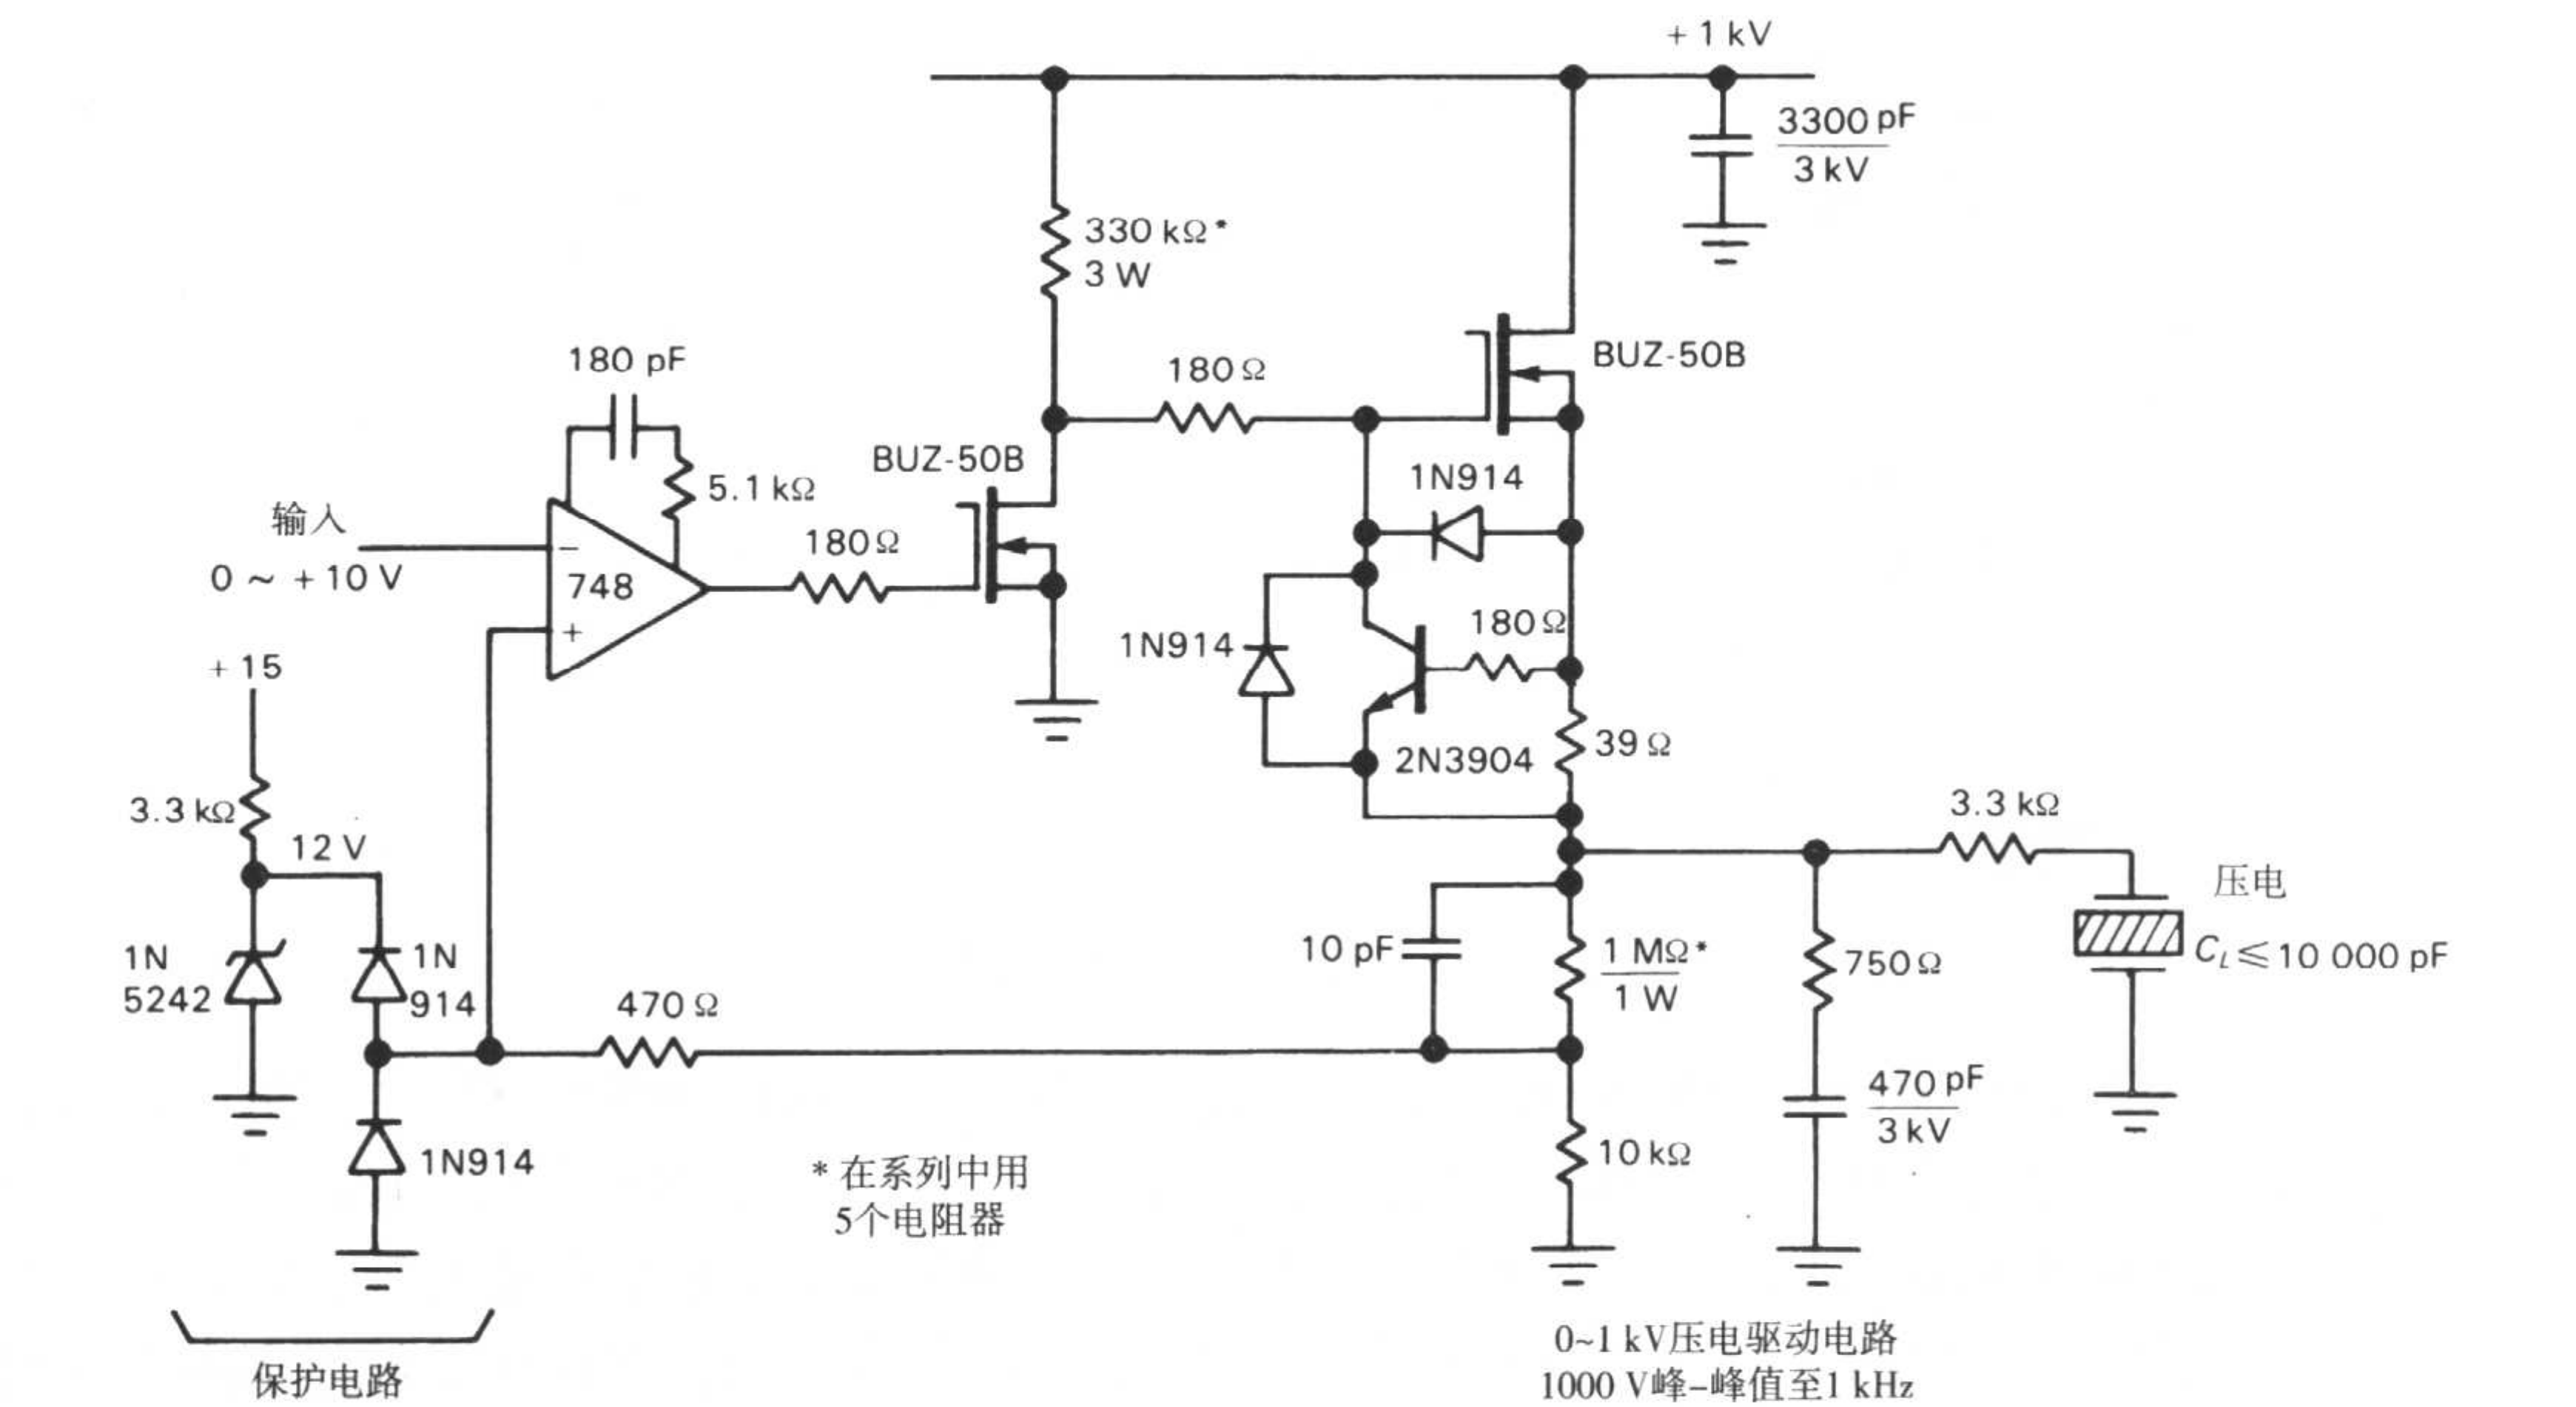 + 1 kV
3300 pF
3 kV
330 kΩ*
3 W
180 pF
BUZ-50B
180 Ω
BUZ-50B
1N914
5.1 kΩ
输入
180 Ω
−
0 ~ +10 V
748
180 Ω
+
1N914
+ 15
39 Ω
2N3904
3.3 kΩ
3.3 kΩ
12 V
压电
1N
5242
1N
914
10 pF
1 MΩ*
1 W
750 Ω
C_L ≤ 10 000 pF
470 Ω
470 pF
3 kV
1N914
* 在系列中用
5个电阻器
10 kΩ
保护电路
0~1 kV压电驱动电路
1000 V峰–峰值至1 kHz